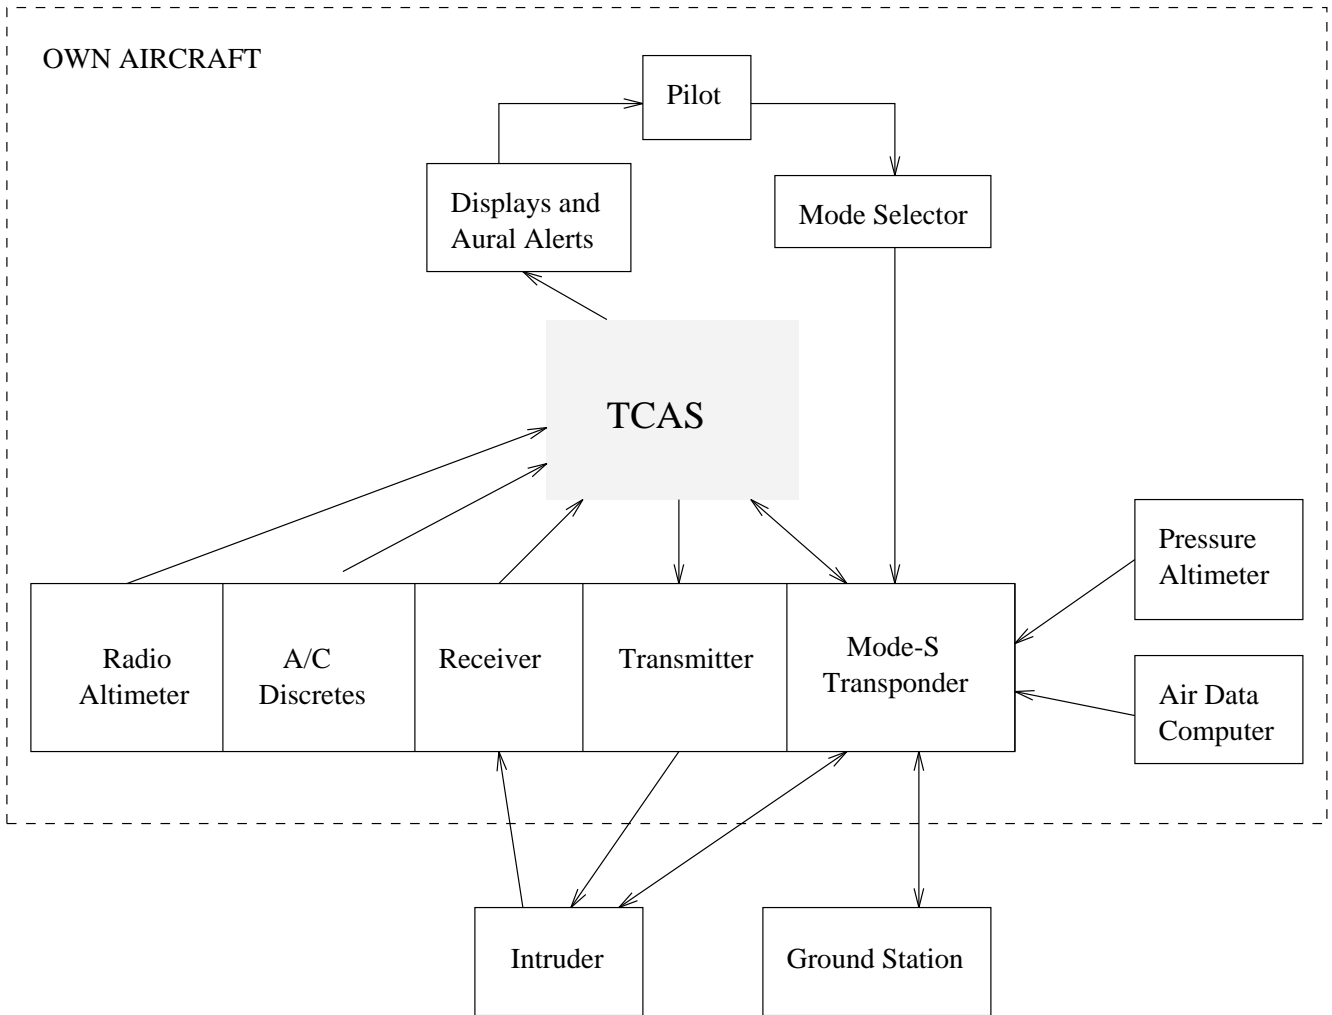 OWN AIRCRAFT
Pilot
Displays and
Aural Alerts
Mode Selector
TCAS
Pressure
Altimeter
Radio
Altimeter
A/C
Discretes
Receiver
Transmitter
Mode-S
Transponder
Air Data
Computer
Intruder
Ground Station